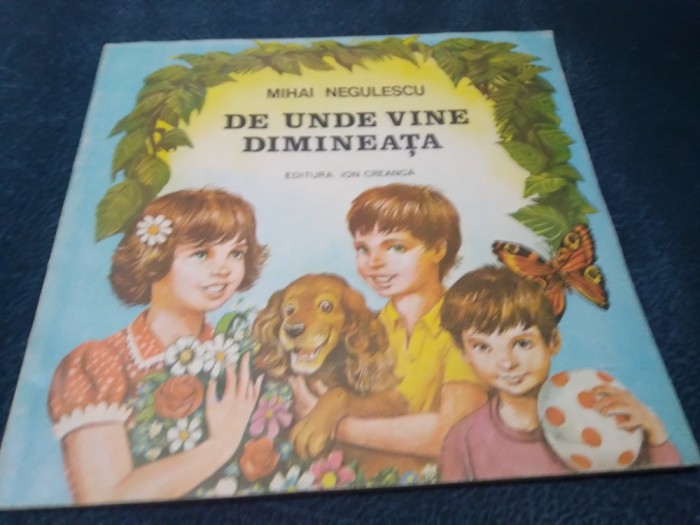 MIHAI NEGULESCU
DE UNDE VINE
DIMINEAȚA
EDITURA ION CREANGĂ